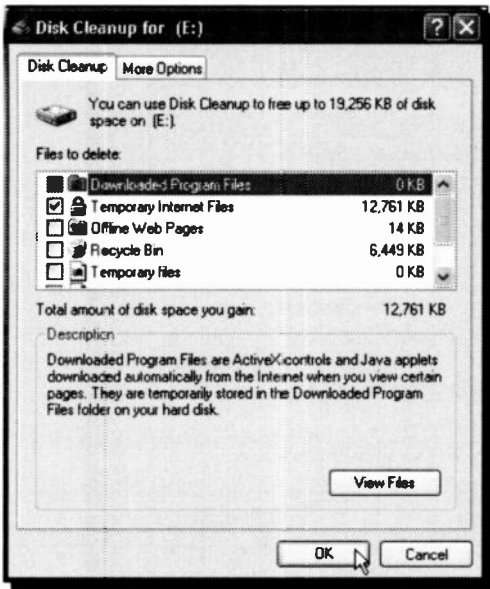 Disk Cleanup for (E:)
Disk Cleanup More Options
You can use Disk Cleanup to free up to 19,256 KB of disk
space on (E:).
Files to delete:
Downloaded Program Files 0 KB
Temporary Internet Files 12,761 KB
Offline Web Pages 14 KB
Recycle Bin 6,449 KB
Temporary files 0 KB
Total amount of disk space you gain: 12,761 KB
Description
Downloaded Program Files are ActiveX controls and Java applets
downloaded automatically from the Internet when you view certain
pages. They are temporarily stored in the Downloaded Program
Files folder on your hard disk.
View Files
OK Cancel